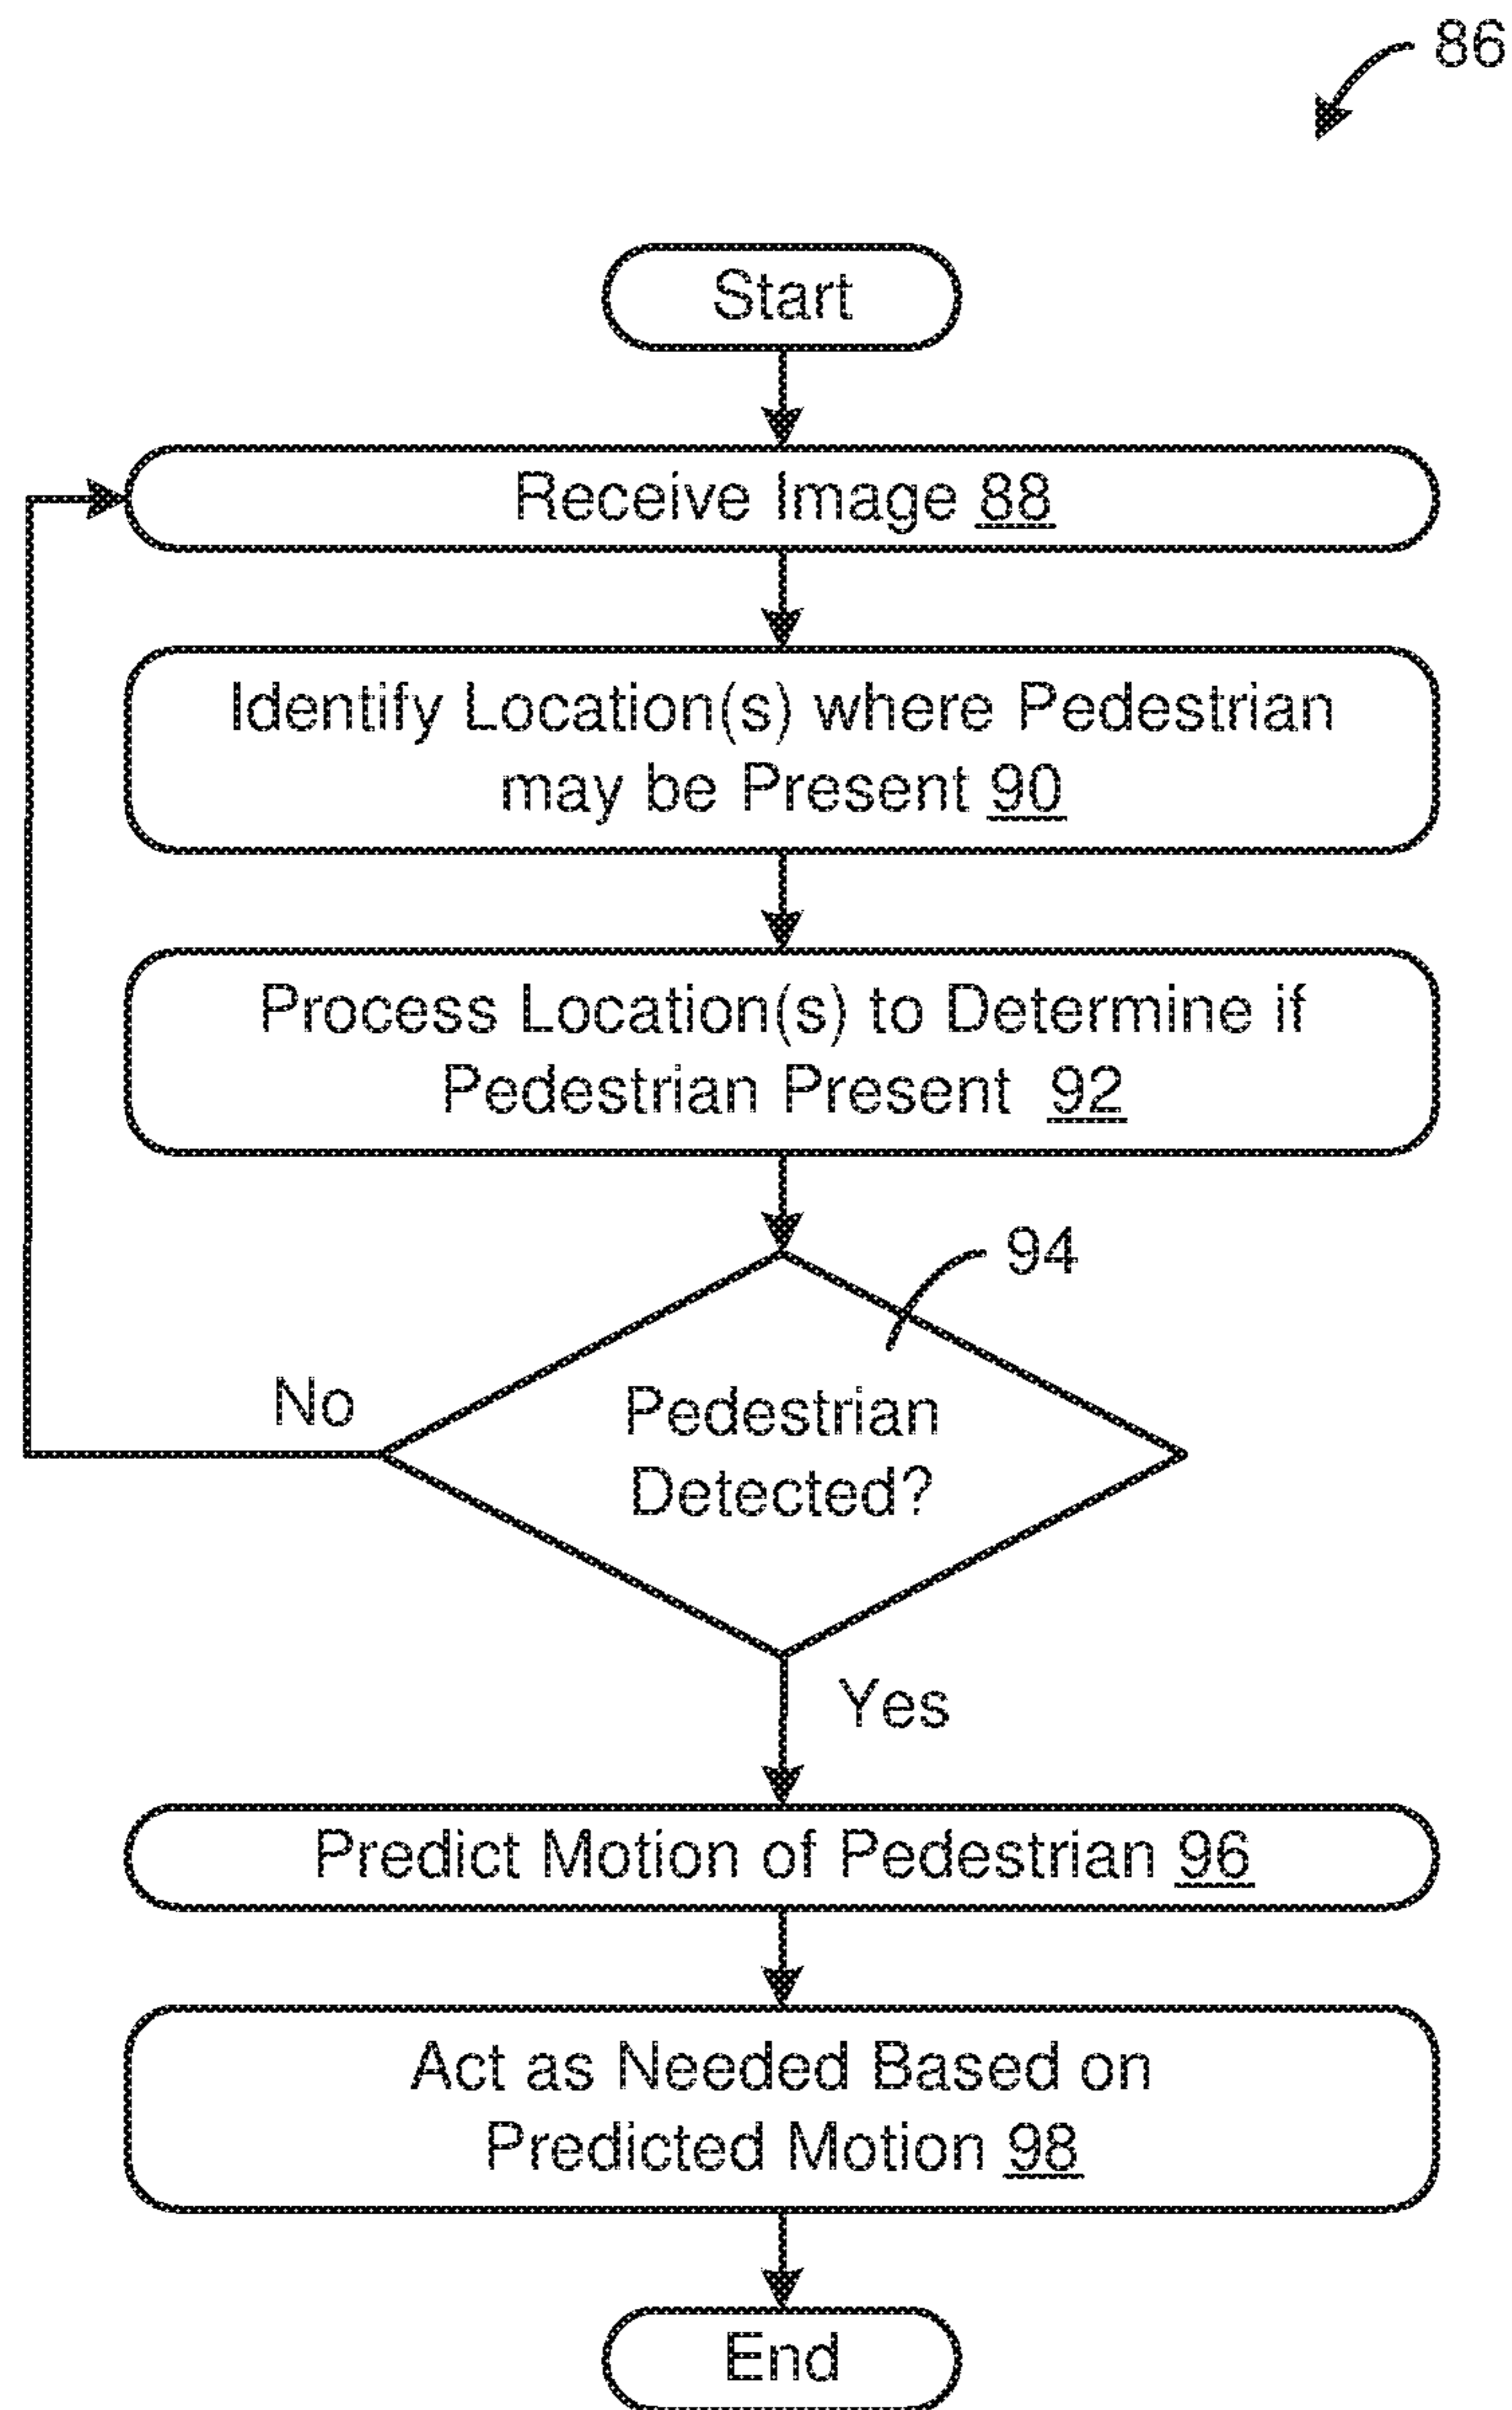 86
Start
Receive Image 88
Identify Location(s) where Pedestrian
may be Present 90
Process Location(s) to Determine if
Pedestrian Present 92
94
Pedestrian
Detected?
No
Yes
Predict Motion of Pedestrian 96
Act as Needed Based on
Predicted Motion 98
End